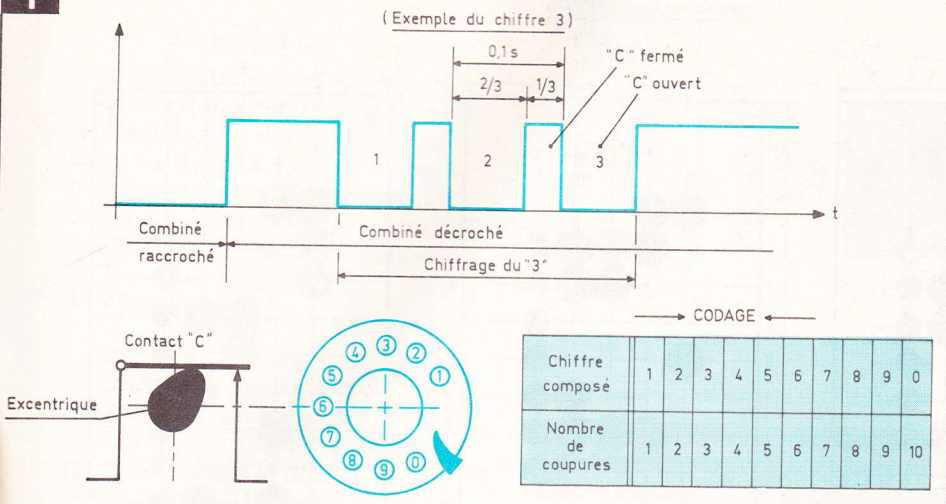 1
(Exemple du chiffre 3)
0,1 s
2/3 1/3
"C" fermé
"C" ouvert
1 2 3
t
Combiné
raccroché
Combiné décroché
Chiffrage du "3"
CODAGE
Contact "C"
Excentrique
1
2
3
4
5
6
7
8
9
0
Chiffre
composé
1 2 3 4 5 6 7 8 9 0
Nombre
de
coupures
1 2 3 4 5 6 7 8 9 10